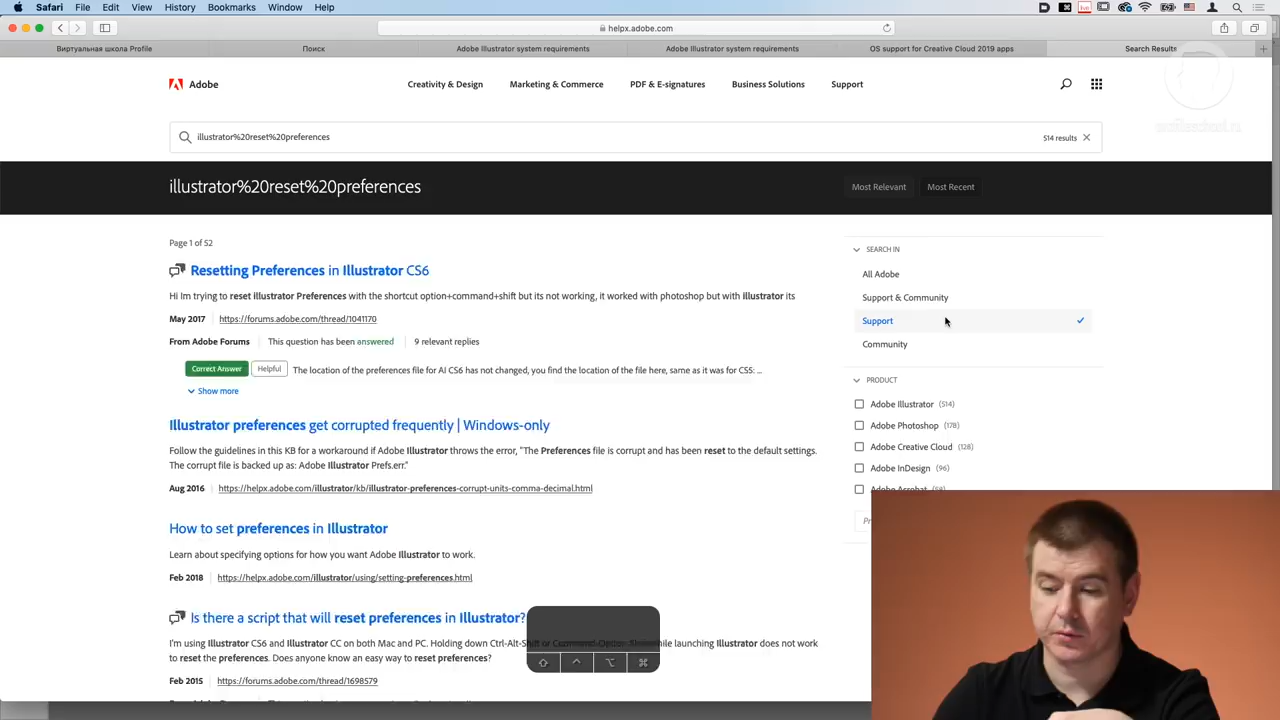 Safari File Edit View History Bookmarks Window Help
helpx.adobe.com
Виртуальная школа Profile
Поиск
Adobe Illustrator system requirements
Adobe Illustrator system requirements
OS support for Creative Cloud 2019 apps
Search Results
Adobe
Creativity & Design
Marketing & Commerce
PDF & E-signatures
Business Solutions
Support
illustrator%20reset%20preferences
514 results
illustrator%20reset%20preferences
Most Relevant
Most Recent
Page 1 of 52
Resetting Preferences in Illustrator CS6
Hi Im trying to reset illustrator Preferences with the shortcut option+command+shift but its not working, it worked with photoshop but with illustrator its
May 2017 https://forums.adobe.com/thread/1041170
From Adobe Forums This question has been answered 9 relevant replies
Correct Answer Helpful The location of the preferences file for AI CS6 has not changed, you find the location of the file here, same as it was for CS5: ...
Show more
Illustrator preferences get corrupted frequently | Windows-only
Follow the guidelines in this KB for a workaround if Adobe Illustrator throws the error, "The Preferences file is corrupt and has been reset to the default settings.
The corrupt file is backed up as: Adobe Illustrator Prefs.err."
Aug 2016 https://helpx.adobe.com/illustrator/kb/illustrator-preferences-corrupt-units-comma-decimal.html
How to set preferences in Illustrator
Learn about specifying options for how you want Adobe Illustrator to work.
Feb 2018 https://helpx.adobe.com/illustrator/using/setting-preferences.html
Is there a script that will reset preferences in Illustrator?
I'm using Illustrator CS6 and Illustrator CC on both Mac and PC. Holding down Ctrl-Alt-Shift or Command-Option-Shift while launching Illustrator does not work
to reset the preferences. Does anyone know an easy way to reset preferences?
Feb 2015 https://forums.adobe.com/thread/1698579
SEARCH IN
All Adobe
Support & Community
Support
Community
PRODUCT
Adobe Illustrator (514)
Adobe Photoshop (178)
Adobe Creative Cloud (128)
Adobe InDesign (96)
Adobe Acrobat